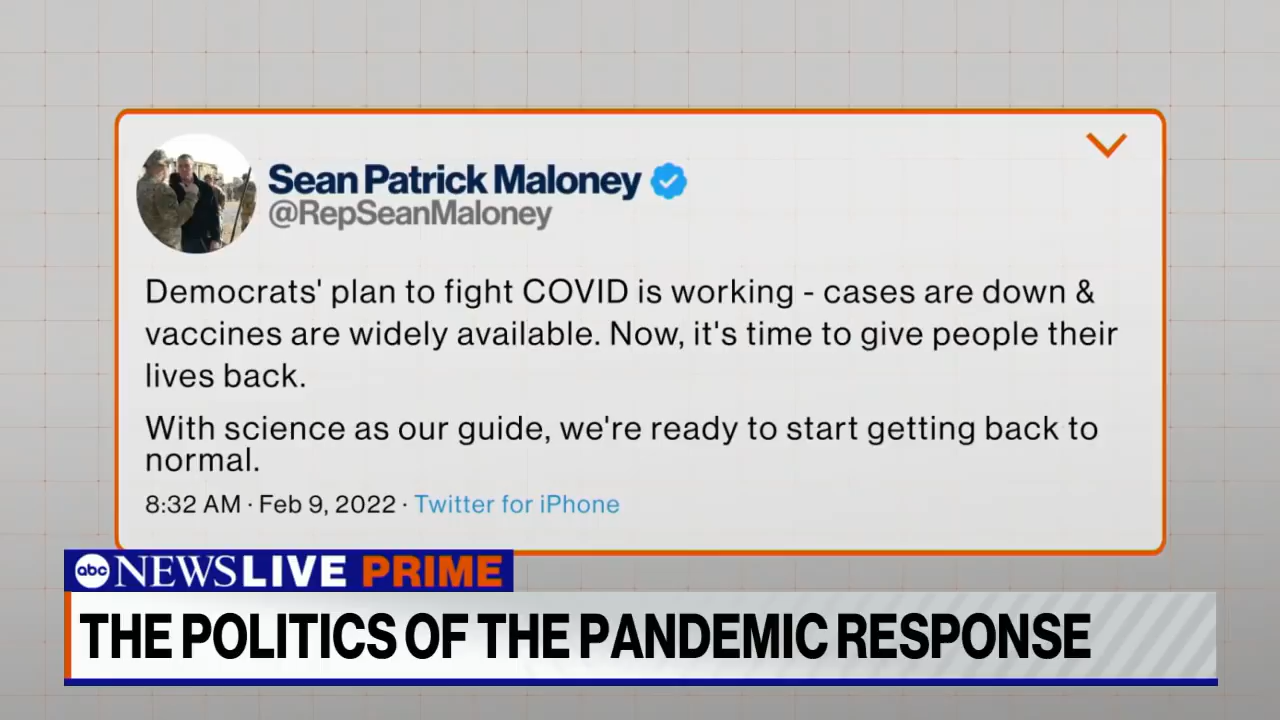 Sean Patrick Maloney
@RepSeanMaloney
Democrats' plan to fight COVID is working - cases are down &
vaccines are widely available. Now, it's time to give people their
lives back.
With science as our guide, we're ready to start getting back to
normal.
8:32 AM · Feb 9, 2022 · Twitter for iPhone
abc NEWS LIVE PRIME
THE POLITICS OF THE PANDEMIC RESPONSE